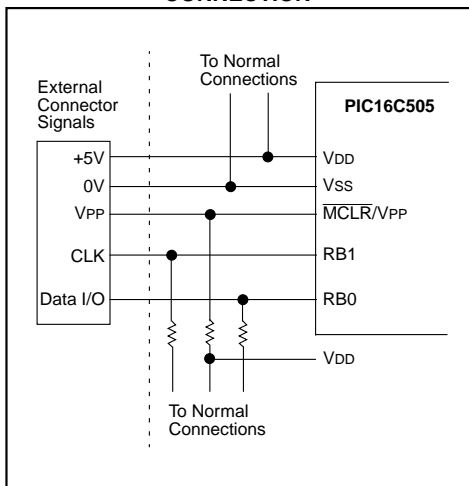 CONNECTION
To Normal
Connections
External
Connector
Signals
PIC16C505
+5V
VDD
0V
VSS
VPP
MCLR/VPP
CLK
RB1
Data I/O
RB0
VDD
To Normal
Connections